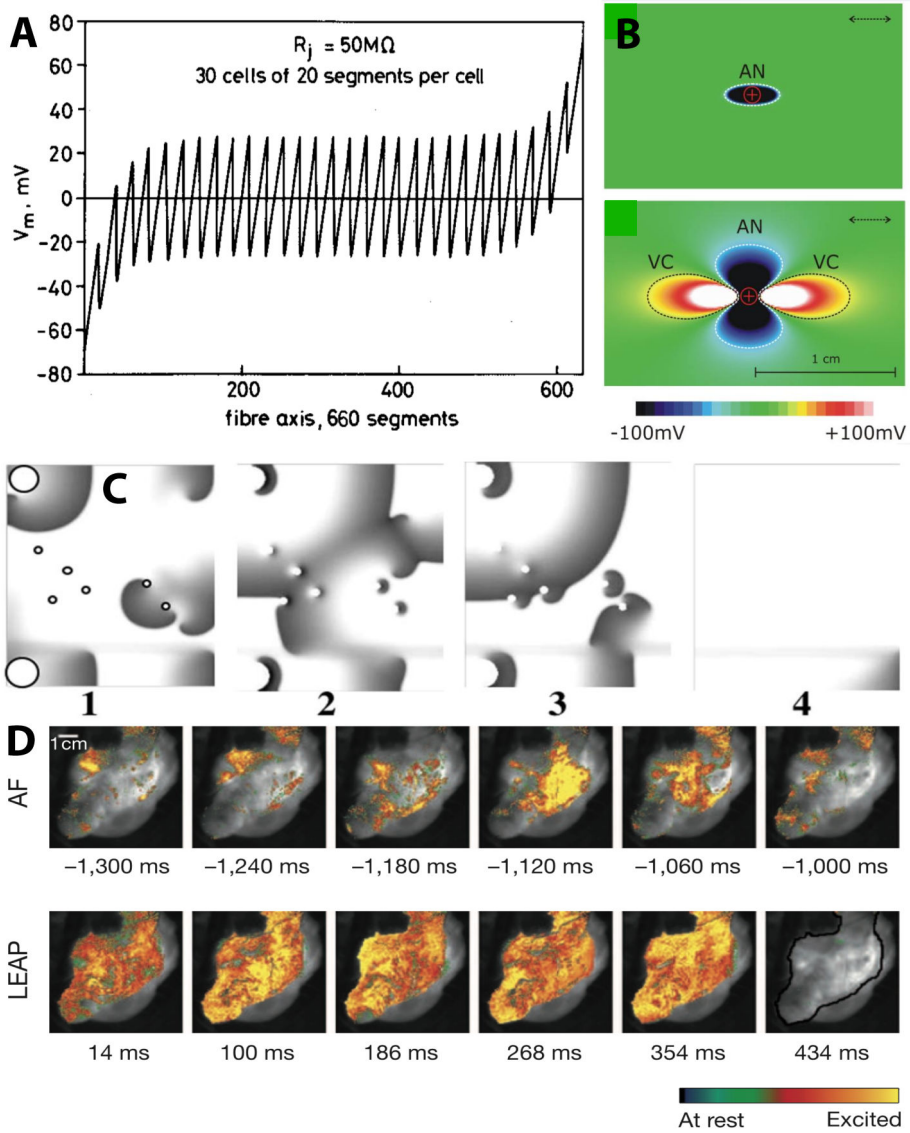 A
80
60
40
20
0
-20
-40
-60
-80
Vm, mV
Rj = 50MΩ
30 cells of 20 segments per cell
200
400
600
fibre axis, 660 segments
B
AN
AN
VC
VC
1 cm
-100mV
+100mV
C
1
2
3
4
D
1cm
AF
−1,300 ms
−1,240 ms
−1,180 ms
−1,120 ms
−1,060 ms
−1,000 ms
LEAP
14 ms
100 ms
186 ms
268 ms
354 ms
434 ms
At rest
Excited